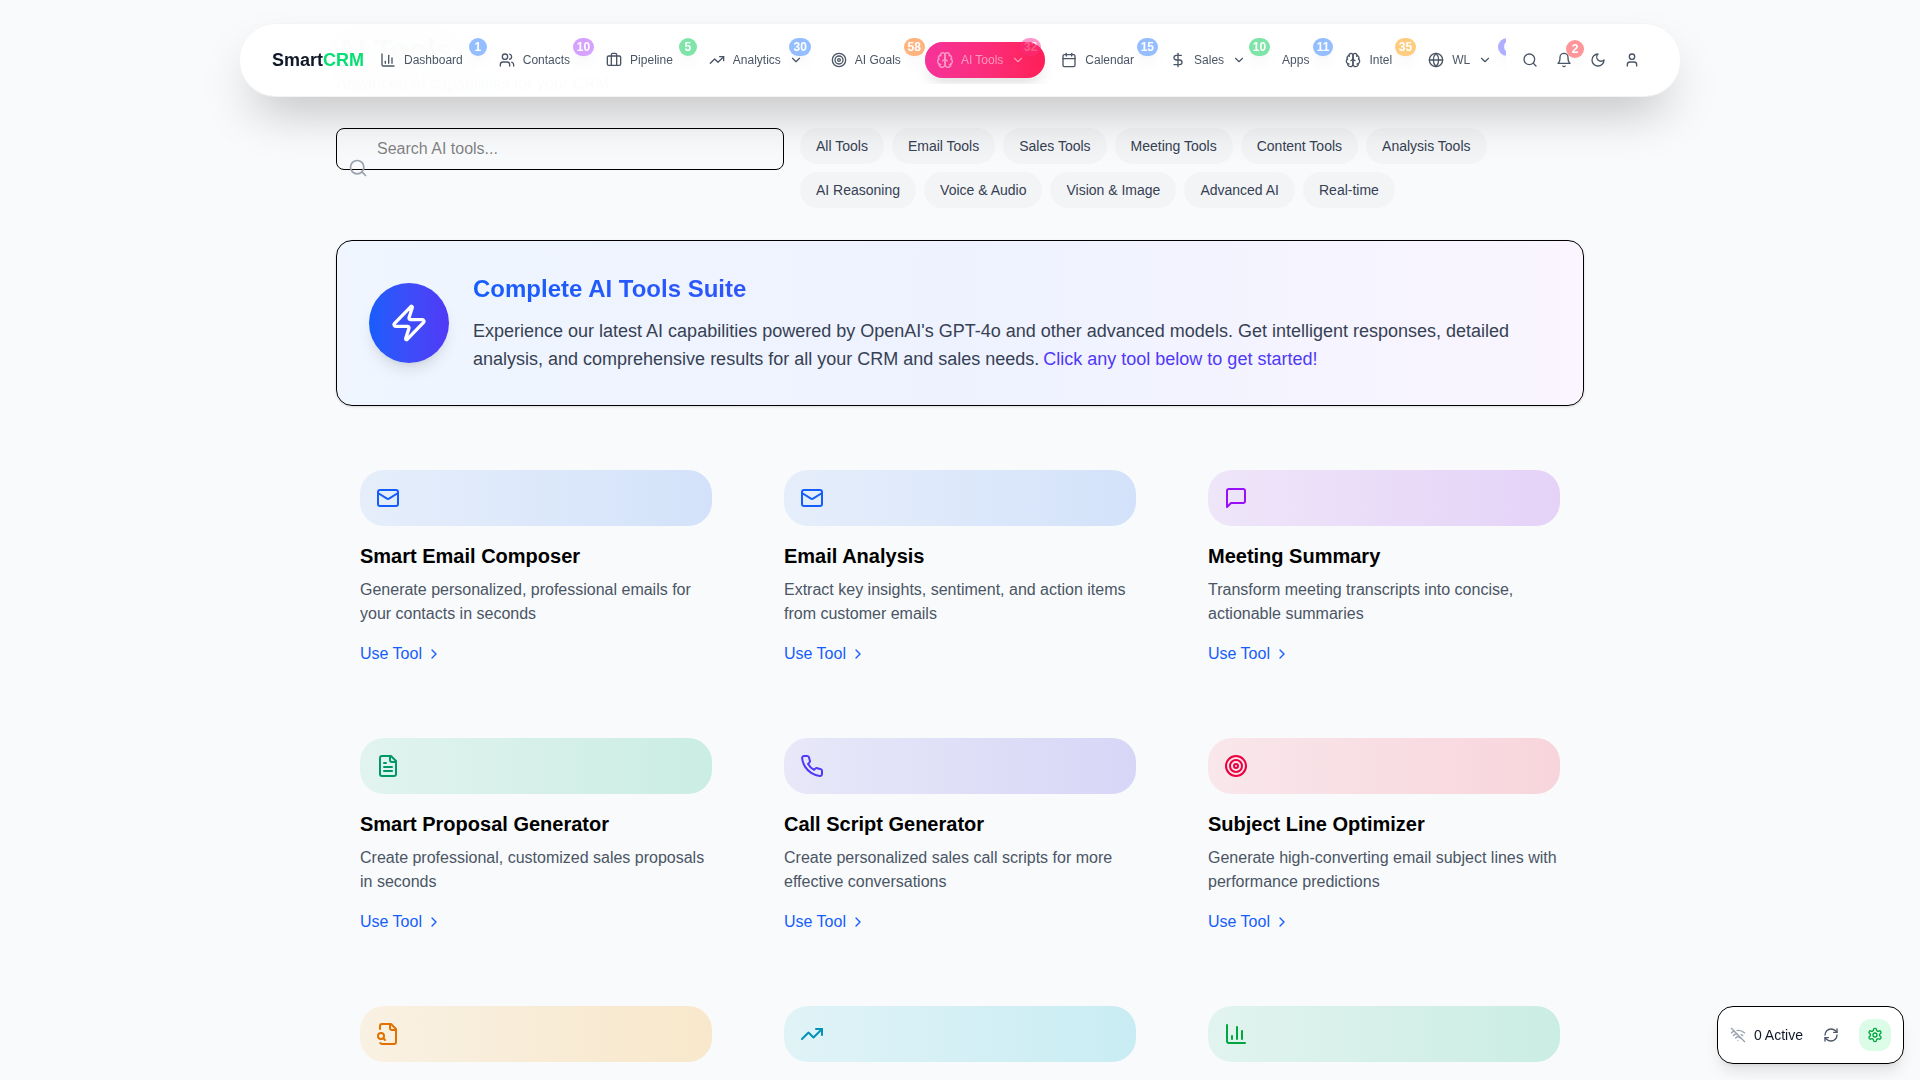 SmartCRM Dashboard 1 Contacts 10 Pipeline 5 Analytics 30 AI Goals 58 AI Tools 32 Calendar 15 Sales 10 Apps 11 Intel 35 WL 2
Search AI tools...
All Tools Email Tools Sales Tools Meeting Tools Content Tools Analysis Tools
AI Reasoning Voice & Audio Vision & Image Advanced AI Real-time
Complete AI Tools Suite
Experience our latest AI capabilities powered by OpenAI's GPT-4o and other advanced models. Get intelligent responses, detailed
analysis, and comprehensive results for all your CRM and sales needs. Click any tool below to get started!
Smart Email Composer
Generate personalized, professional emails for
your contacts in seconds
Use Tool
Email Analysis
Extract key insights, sentiment, and action items
from customer emails
Use Tool
Meeting Summary
Transform meeting transcripts into concise,
actionable summaries
Use Tool
Smart Proposal Generator
Create professional, customized sales proposals
in seconds
Use Tool
Call Script Generator
Create personalized sales call scripts for more
effective conversations
Use Tool
Subject Line Optimizer
Generate high-converting email subject lines with
performance predictions
Use Tool
0 Active